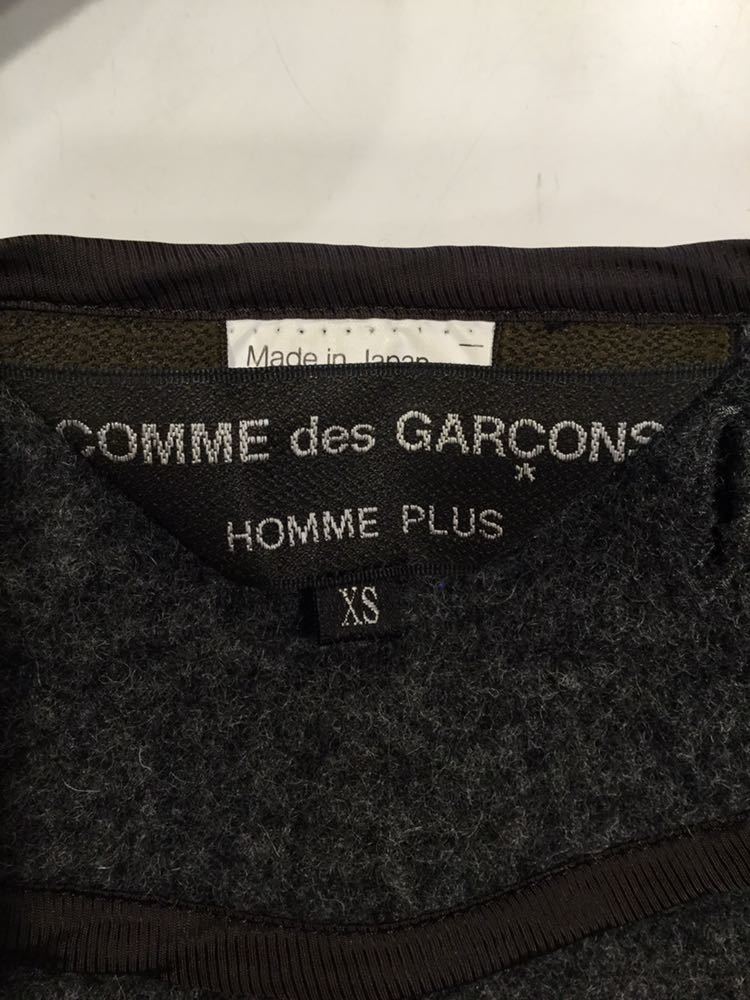 Made in Japan
COMME des GARÇONS
HOMME PLUS
XS